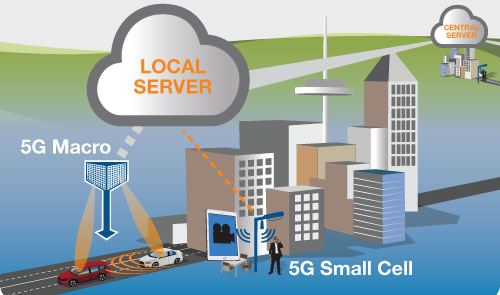 CENTRAL
SERVER
LOCAL
SERVER
5G Macro
5G Small Cell